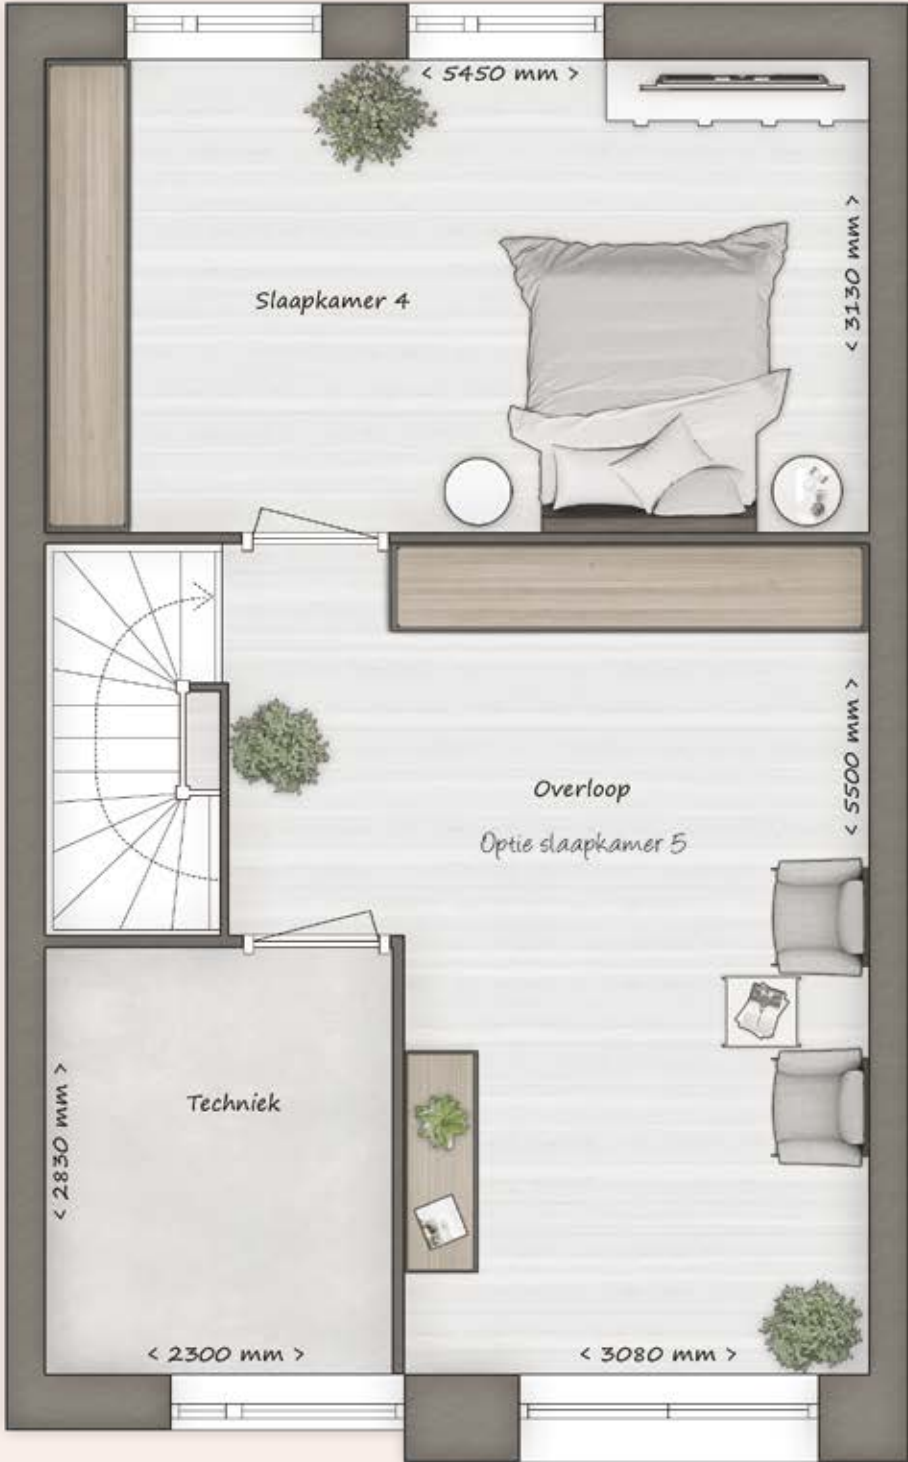 < 5450 mm >
< 3130 mm >
Slaapkamer 4
< 5500 mm >
Overloop
Optie slaapkamer 5
Techniek
< 2830 mm >
< 2300 mm >
< 3080 mm >